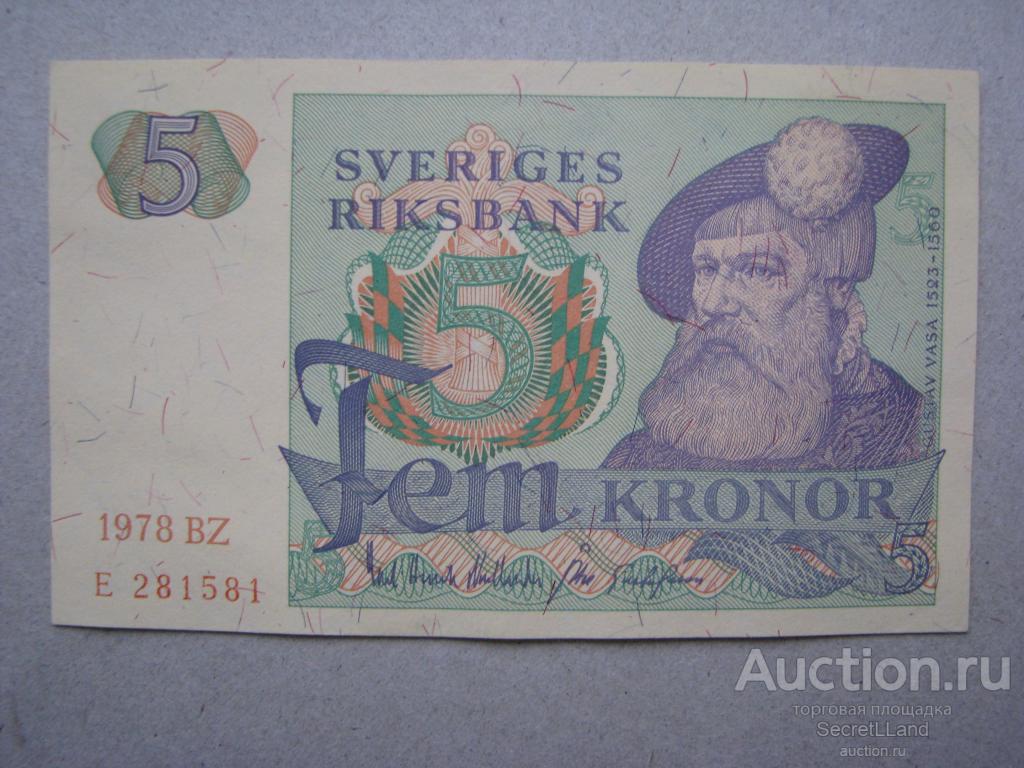 5
SVERIGES
RIKSBANK
5
5
GUSTAV VASA 1523-1560
Fem KRONOR
1978 BZ
E 281581
5
5
Auction.ru
торговая площадка
SecretLLand
auction.ru